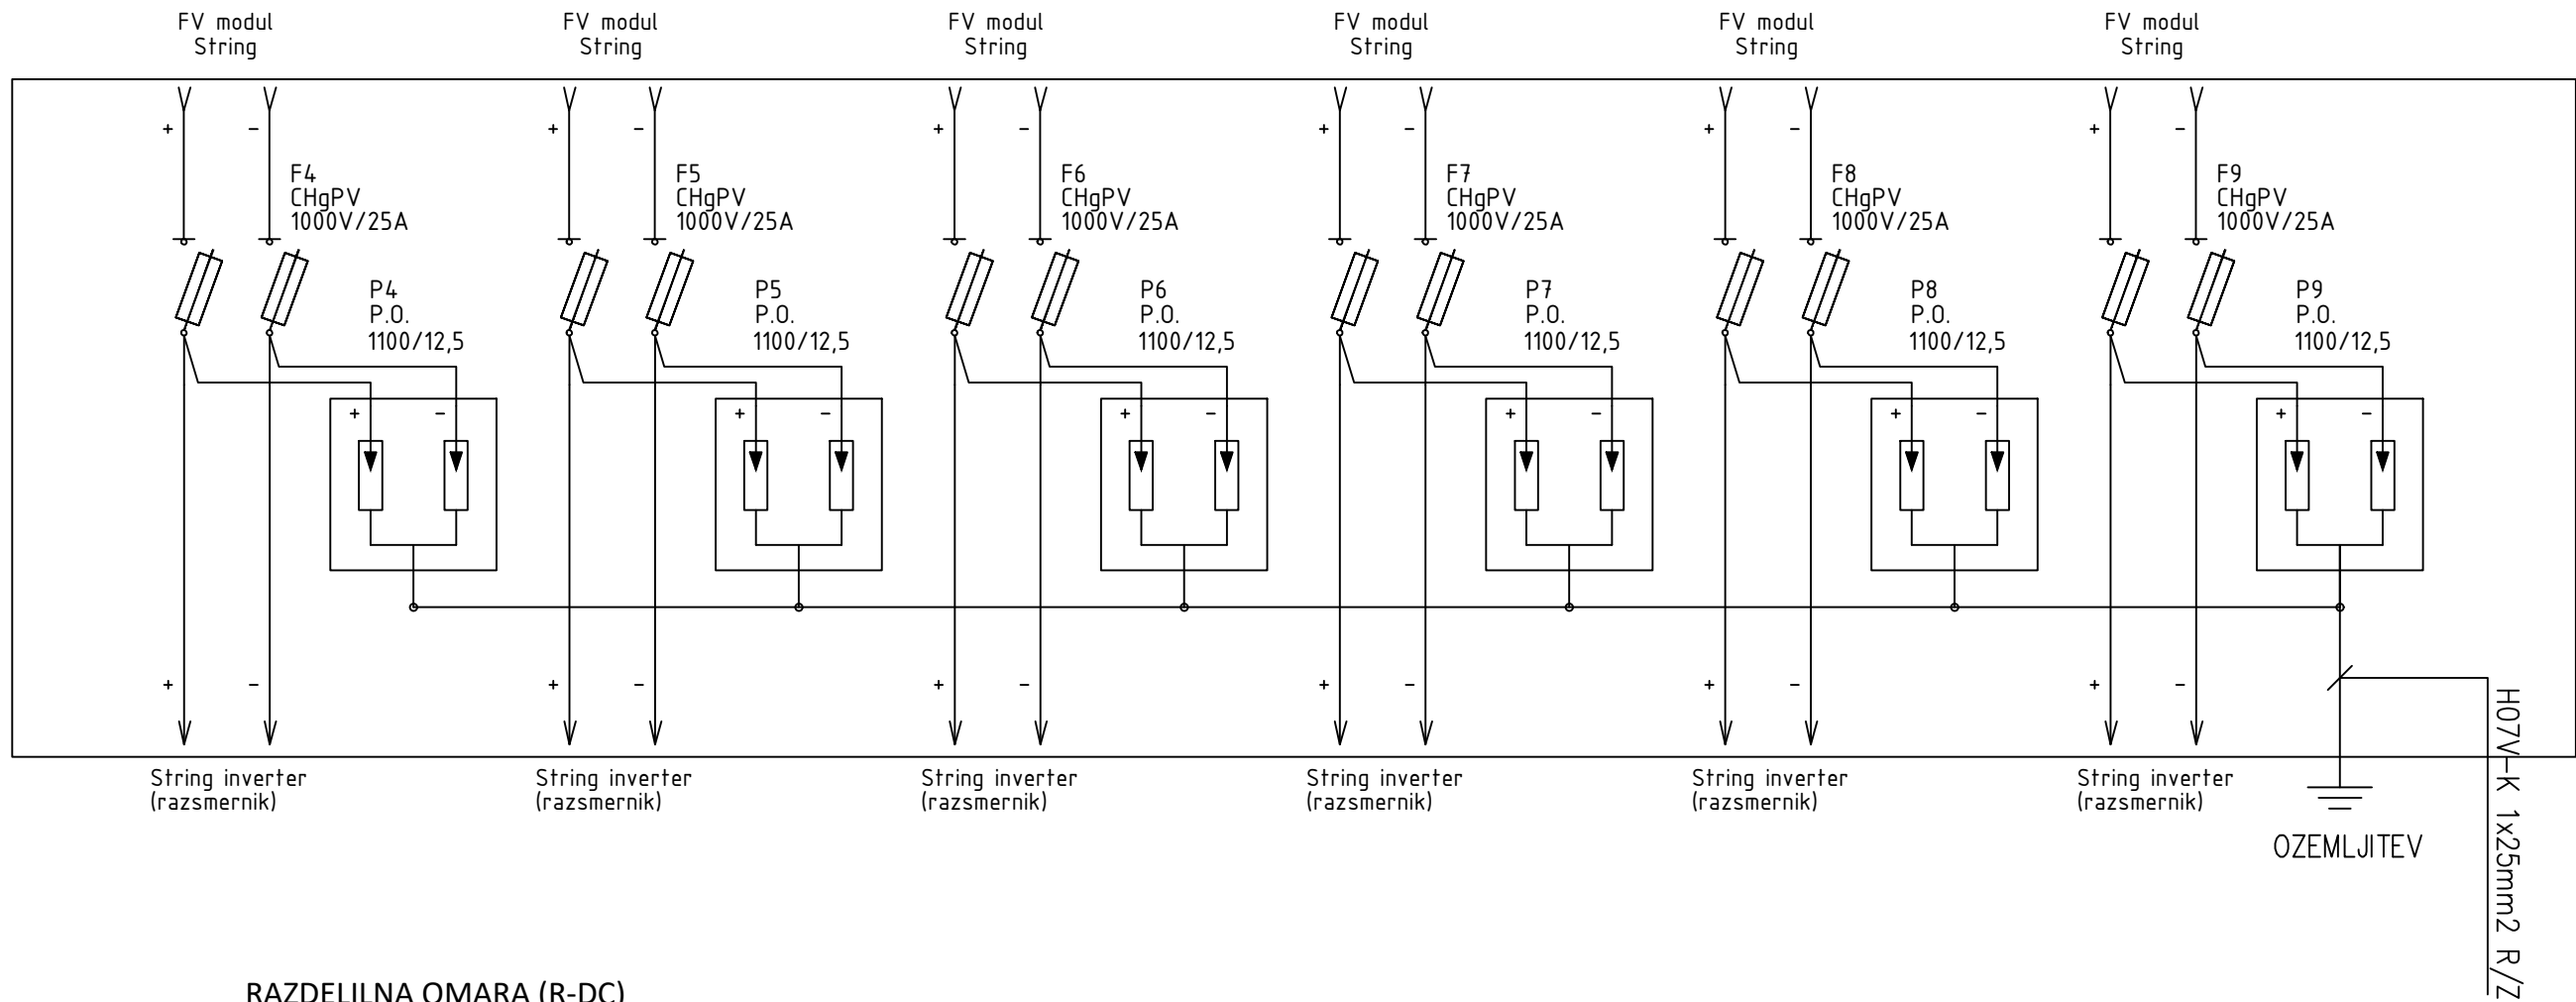 FV modul
String
FV modul
String
FV modul
String
FV modul
String
FV modul
String
FV modul
String
+ -
+ -
+ -
+ -
+ -
+ -
F4
CHgPV
1000V/25A
F5
CHgPV
1000V/25A
F6
CHgPV
1000V/25A
F7
CHgPV
1000V/25A
F8
CHgPV
1000V/25A
F9
CHgPV
1000V/25A
P4
P.O.
1100/12,5
P5
P.O.
1100/12,5
P6
P.O.
1100/12,5
P7
P.O.
1100/12,5
P8
P.O.
1100/12,5
P9
P.O.
1100/12,5
+ -
+ -
+ -
+ -
+ -
+ -
+ -
+ -
+ -
+ -
+ -
+ -
String inverter
(razsmernik)
String inverter
(razsmernik)
String inverter
(razsmernik)
String inverter
(razsmernik)
String inverter
(razsmernik)
String inverter
(razsmernik)
OZEMLJITEV
H07V-K 1x25mm2 R/Z
RAZDELILNA OMARA (R-DC)